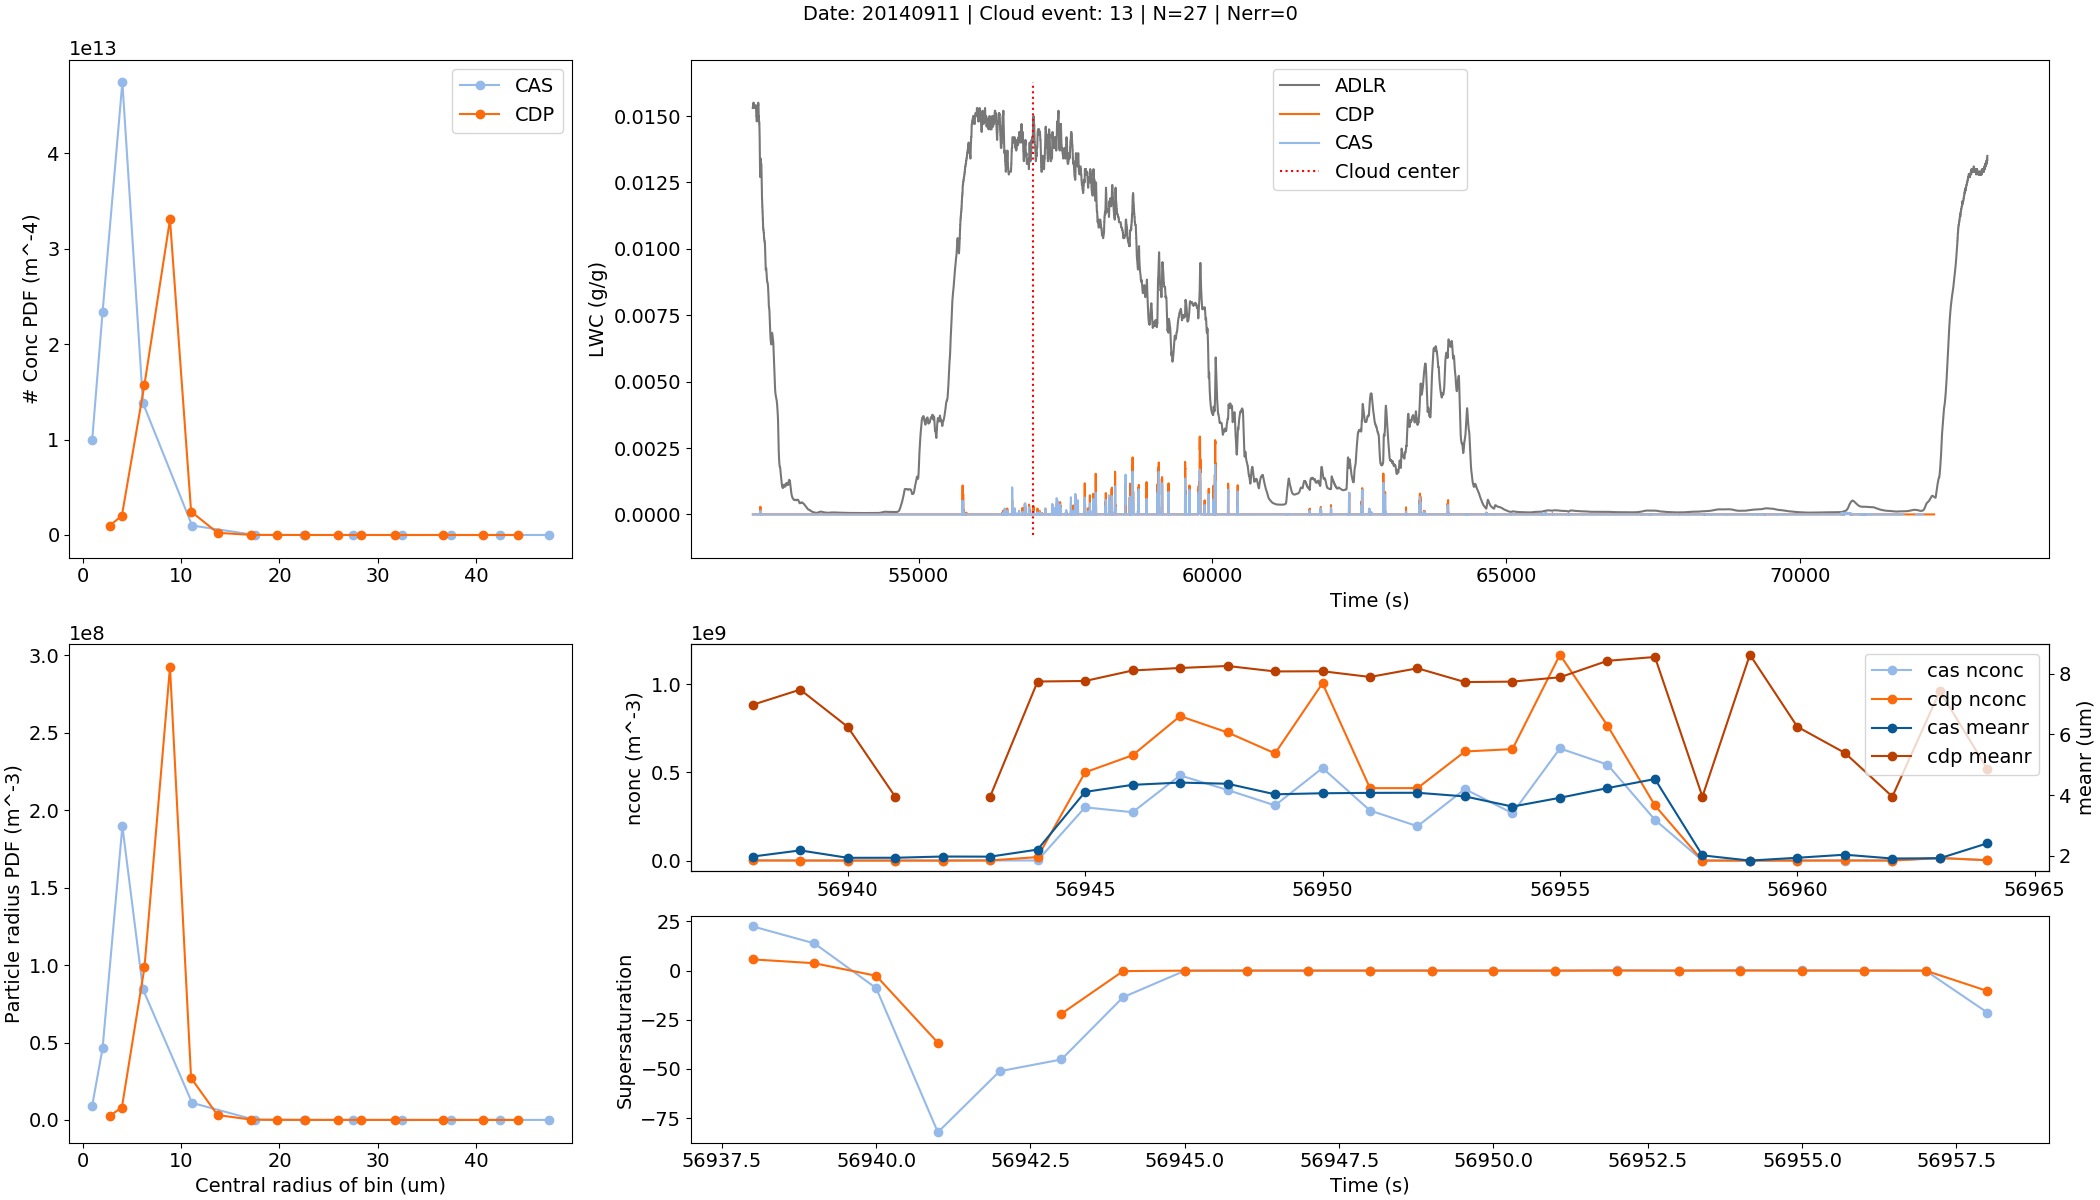 Date: 20140911 | Cloud event: 13 | N=27 | Nerr=0
1e13
# Conc PDF (m^-4)
4
3
2
1
0
0 10 20 30 40
CAS
CDP
LWC (g/g)
0.0150
0.0125
0.0100
0.0075
0.0050
0.0025
0.0000
55000 60000 65000 70000
Time (s)
ADLR
CDP
CAS
Cloud center
1e8
Particle radius PDF (m^-3)
3.0
2.5
2.0
1.5
1.0
0.5
0.0
0 10 20 30 40
Central radius of bin (um)
1e9
nconc (m^-3)
1.0
0.5
0.0
56940 56945 56950 56955 56960 56965
cas nconc
cdp nconc
cas meanr
cdp meanr
8
6
4
2
meanr (um)
Supersaturation
25
0
−25
−50
−75
56937.5 56940.0 56942.5 56945.0 56947.5 56950.0 56952.5 56955.0 56957.5
Time (s)